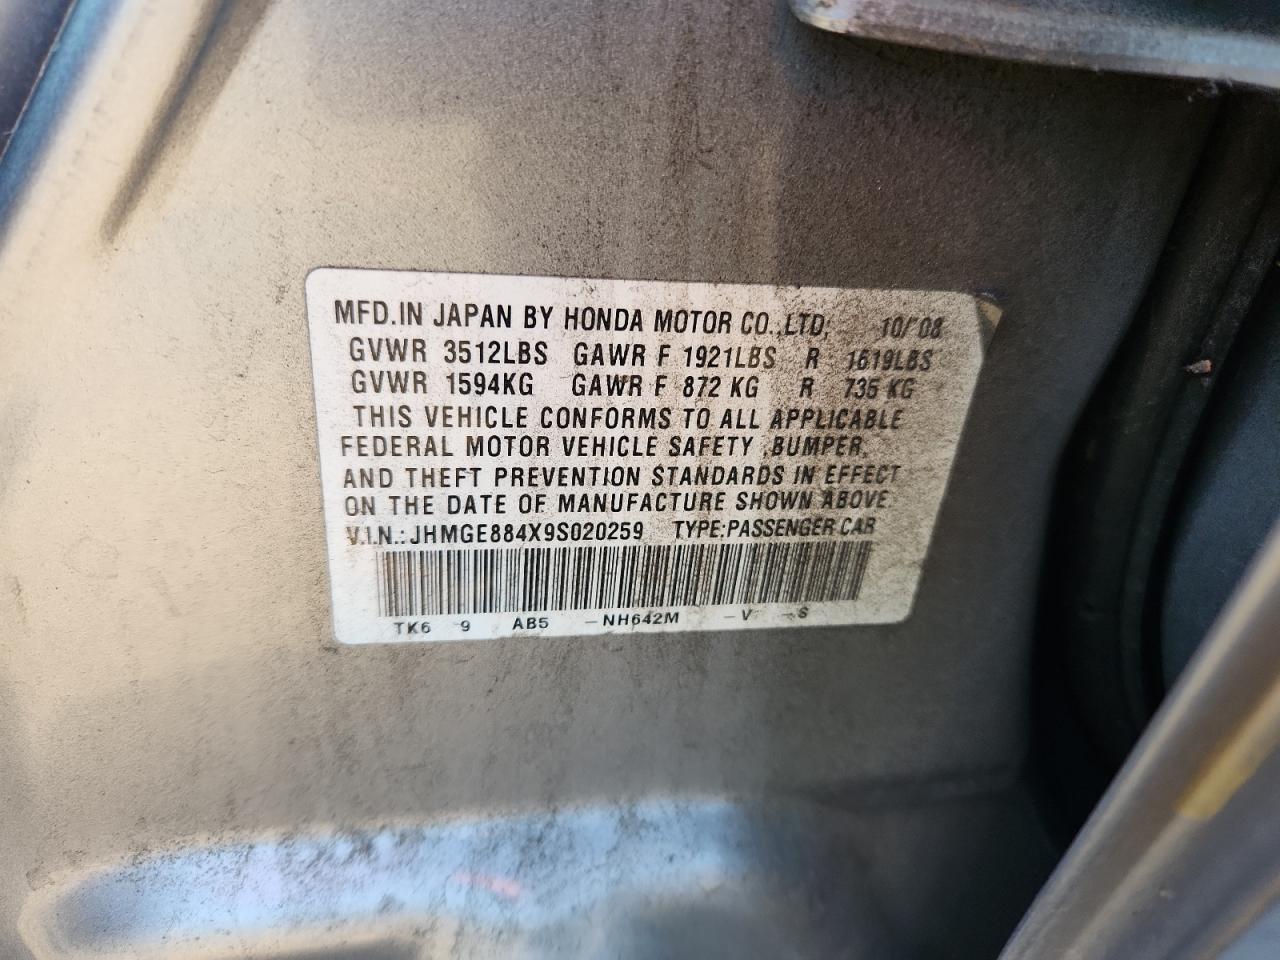 MFD.IN JAPAN BY HONDA MOTOR CO.,LTD. 10/'08
GVWR 3512LBS GAWR F 1921LBS R 1619LBS
GVWR 1594KG GAWR F 872 KG R 735 KG
THIS VEHICLE CONFORMS TO ALL APPLICABLE
FEDERAL MOTOR VEHICLE SAFETY ,BUMPER,
AND THEFT PREVENTION STANDARDS IN EFFECT
ON THE DATE OF MANUFACTURE SHOWN ABOVE
V.I.N.: JHMGE884X9S020259 TYPE:PASSENGER CAR
TK6 9 AB5 -NH642M -V -S